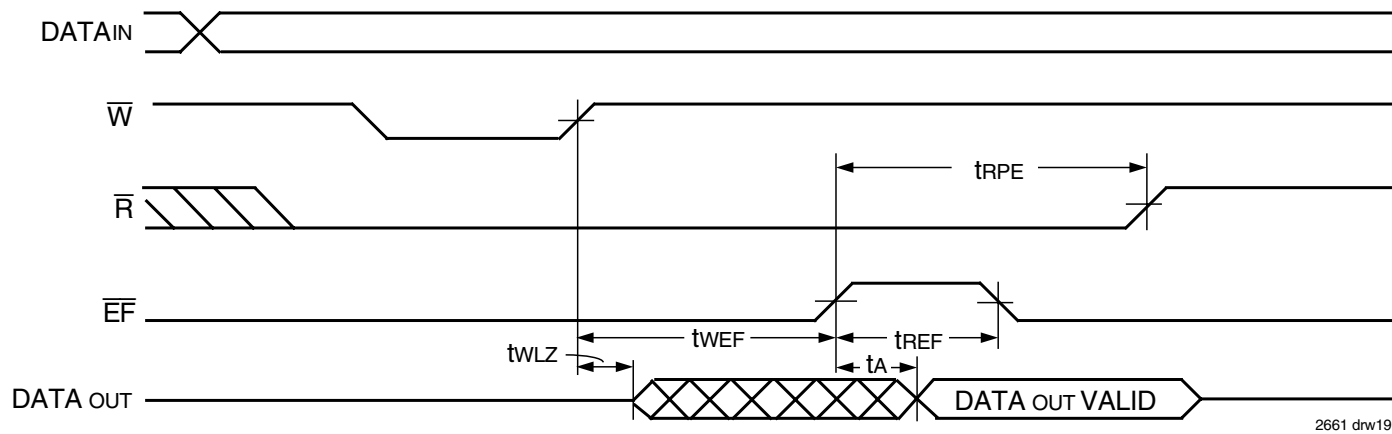 DATAIN
W
tRPE
R
EF
tWEF
tREF
tWLZ
tA
DATA OUT
DATA OUT VALID
2661 drw19